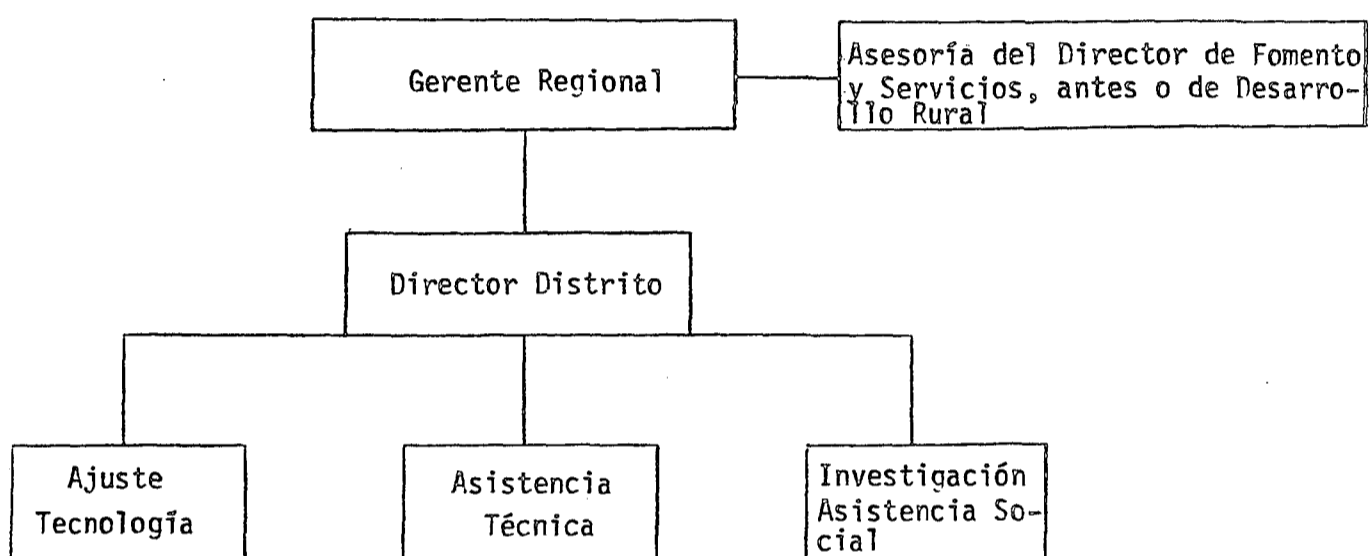 Gerente Regional
Asesoría del Director de Fomento
y Servicios, antes o de Desarro-
llo Rural
Director Distrito
Ajuste
Tecnología
Asistencia
Técnica
Investigación
Asistencia So-
cial